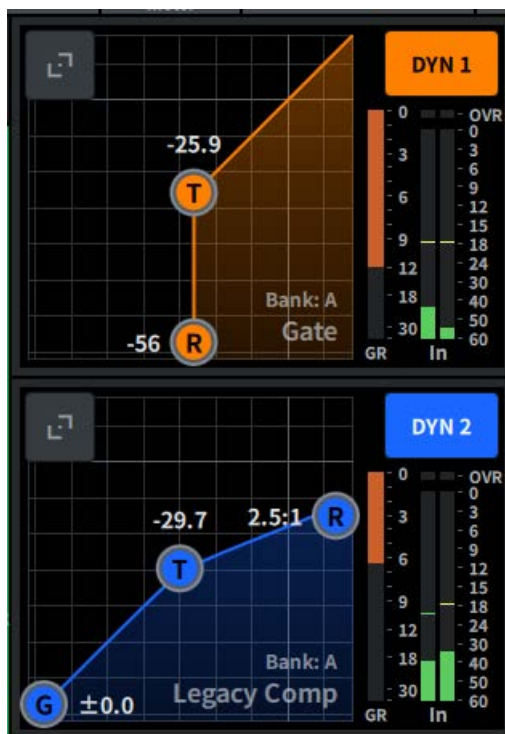 DYN 1
-25.9
T
-56
R
Bank: A
Gate
0
3
6
9
12
18
30
GR
OVR
0
3
6
9
12
15
18
24
30
40
50
60
In
DYN 2
-29.7
2.5:1
R
T
Bank: A
G
±0.0
Legacy Comp
0
3
6
9
12
18
30
GR
OVR
0
3
6
9
12
15
18
24
30
40
50
60
In